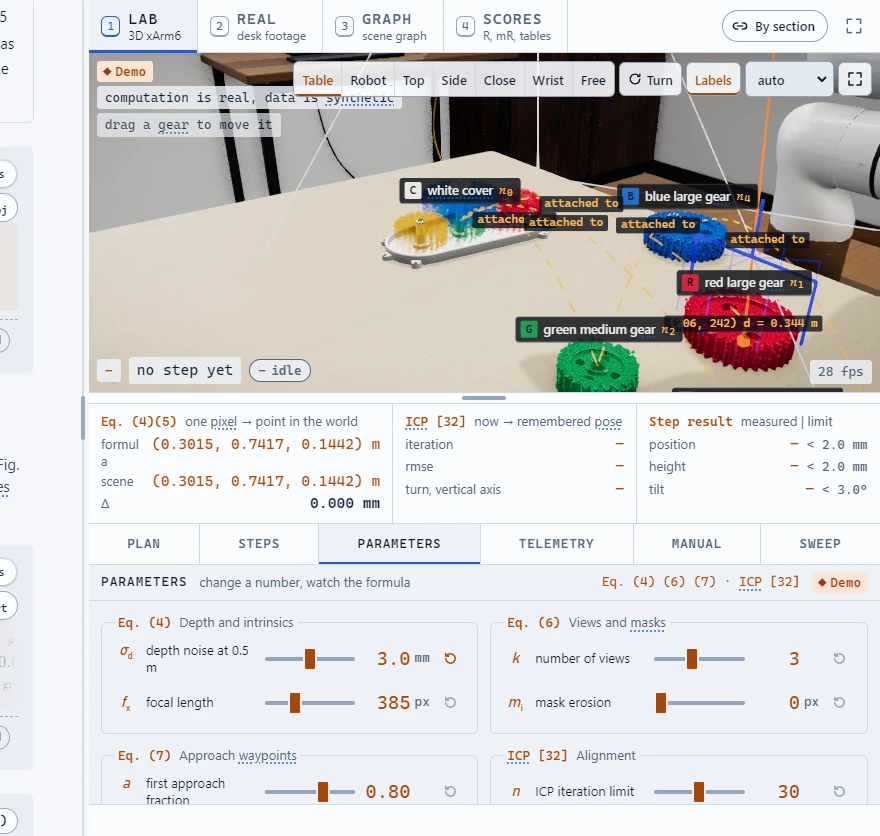 5
as
e
1 LAB
3D xArm6
2 REAL
desk footage
3 GRAPH
scene graph
4 SCORES
R, mR, tables
By section
Demo
Table Robot Top Side Close Wrist Free Turn Labels auto
computation is real, data is synthetic
drag a gear to move it
C white cover n0
attached to
B blue large gear n4
attached to
attached to
attached to
R red large gear n1
G green medium gear n2
06, 242) d = 0.344 m
– no step yet – idle
28 fps
Eq. (4)(5) one pixel → point in the world
formula (0.3015, 0.7417, 0.1442) m
scene (0.3015, 0.7417, 0.1442) m
Δ 0.000 mm
ICP [32] now → remembered pose
iteration –
rmse –
turn, vertical axis –
Step result measured | limit
position – < 2.0 mm
height – < 2.0 mm
tilt – < 3.0°
Fig.
es
PLAN STEPS PARAMETERS TELEMETRY MANUAL SWEEP
PARAMETERS change a number, watch the formula Eq. (4) (6) (7) · ICP [32] Demo
Eq. (4) Depth and intrinsics
σd depth noise at 0.5 m 3.0 mm
fx focal length 385 px
Eq. (6) Views and masks
k number of views 3
mi mask erosion 0 px
Eq. (7) Approach waypoints
a first approach fraction 0.80
ICP [32] Alignment
n ICP iteration limit 30